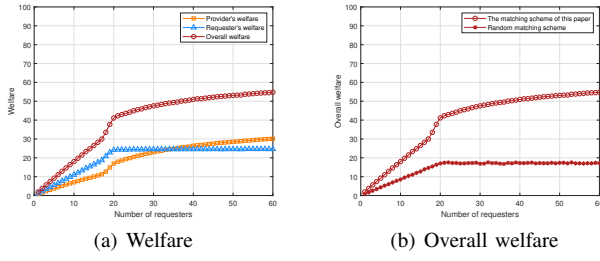 100
90
80
70
60
50
40
30
20
10
0
Welfare
0 10 20 30 40 50 60
Number of requesters
Provider's welfare
Requester's welfare
Overall welfare
(a) Welfare
100
90
80
70
60
50
40
30
20
10
0
Overall welfare
0 10 20 30 40 50 60
Number of requesters
The matching scheme of this paper
Random matching scheme
(b) Overall welfare